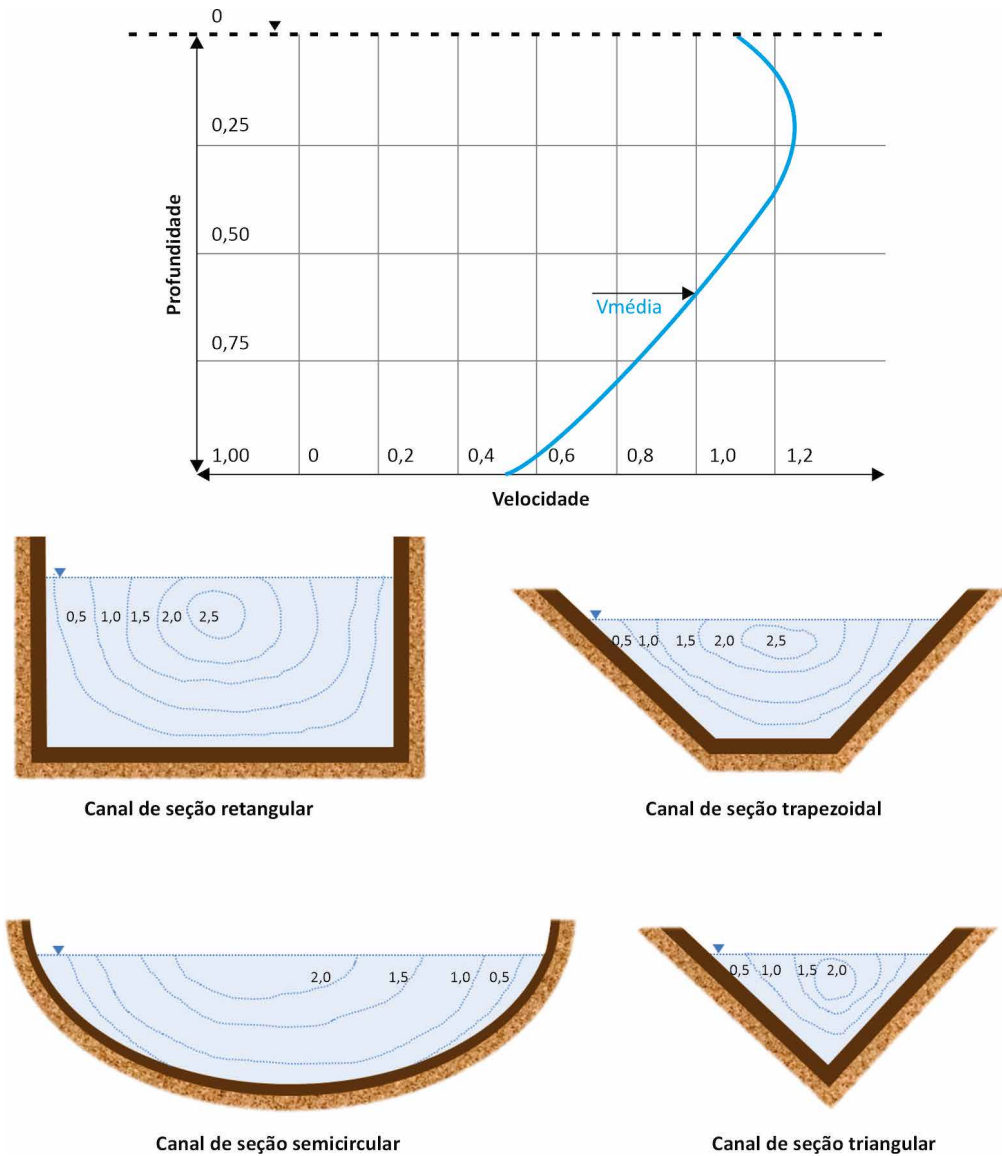 0
0,25
0,50
Profundidade
Vmédia
0,75
1,00 0 0,2 0,4 0,6 0,8 1,0 1,2
Velocidade
0,5 1,0 1,5 2,0 2,5
0,5 1,0 1,5 2,0 2,5
Canal de seção retangular
Canal de seção trapezoidal
2,0 1,5 1,0 0,5
0,5 1,0 1,5 2,0
Canal de seção semicircular
Canal de seção triangular